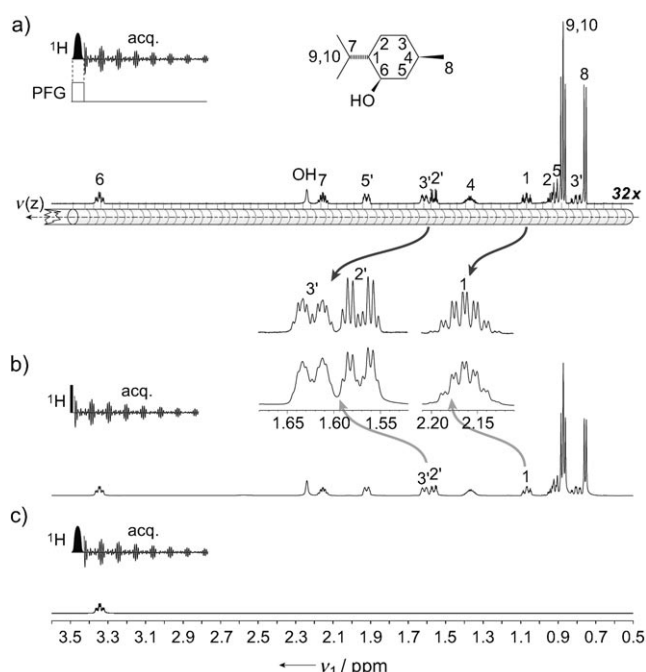 a)
¹H
acq.
PFG
9,10
7
2
3
1
4
6
5
8
HO
9,10
8
6
OH
7
5'
3'
2'
4
1
2
5
3'
32x
ν(z)
3'
2'
1
1.65
1.60
1.55
2.20
2.15
b)
¹H
acq.
3'
2'
1
c)
¹H
acq.
3.6 3.3 3.1 2.9 2.7 2.5 2.3 2.1 1.9 1.7 1.5 1.3 1.1 0.9 0.7 0.5
ν₁ / ppm